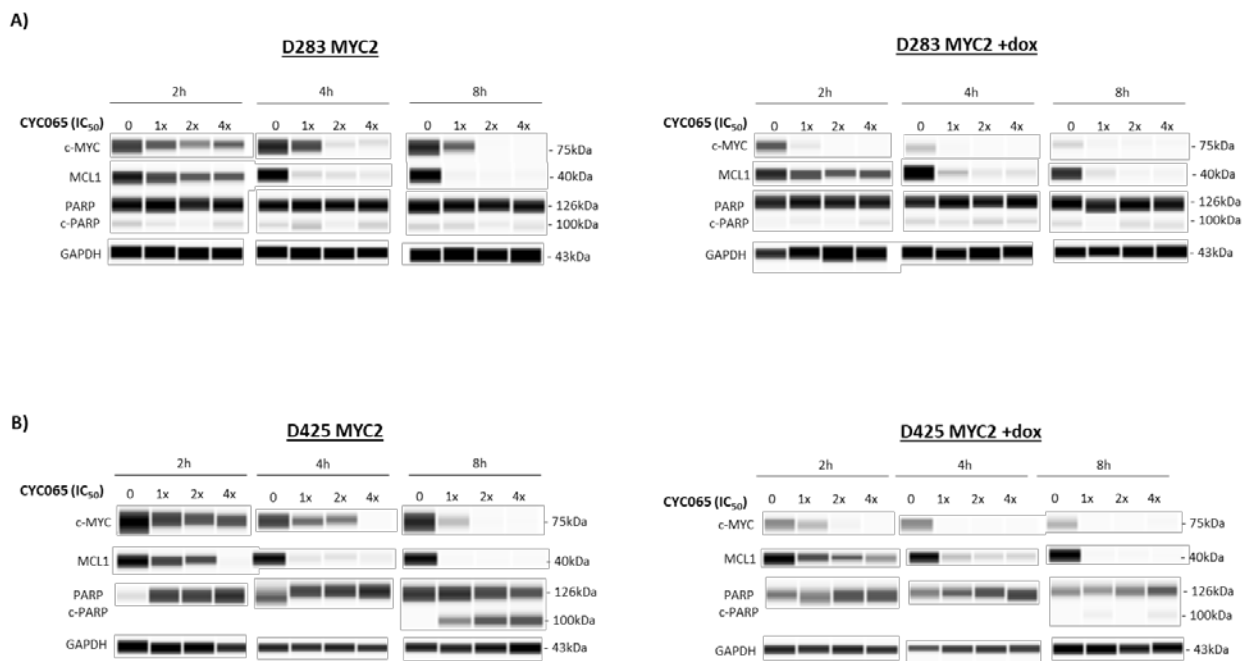 A)
D283 MYC2
D283 MYC2 +dox
2h 4h 8h
2h 4h 8h
CYC065 (IC50) 0 1x 2x 4x 0 1x 2x 4x 0 1x 2x 4x
CYC065 (IC50) 0 1x 2x 4x 0 1x 2x 4x 0 1x 2x 4x
c-MYC - 75kDa
c-MYC - 75kDa
MCL1 - 40kDa
MCL1 - 40kDa
PARP - 126kDa
PARP - 126kDa
c-PARP - 100kDa
c-PARP - 100kDa
GAPDH - 43kDa
GAPDH - 43kDa
B)
D425 MYC2
D425 MYC2 +dox
2h 4h 8h
2h 4h 8h
CYC065 (IC50) 0 1x 2x 4x 0 1x 2x 4x 0 1x 2x 4x
CYC065 (IC50) 0 1x 2x 4x 0 1x 2x 4x 0 1x 2x 4x
c-MYC - 75kDa
c-MYC - 75kDa
MCL1 - 40kDa
MCL1 - 40kDa
PARP - 126kDa
PARP - 126kDa
c-PARP - 100kDa
c-PARP - 100kDa
GAPDH - 43kDa
GAPDH - 43kDa